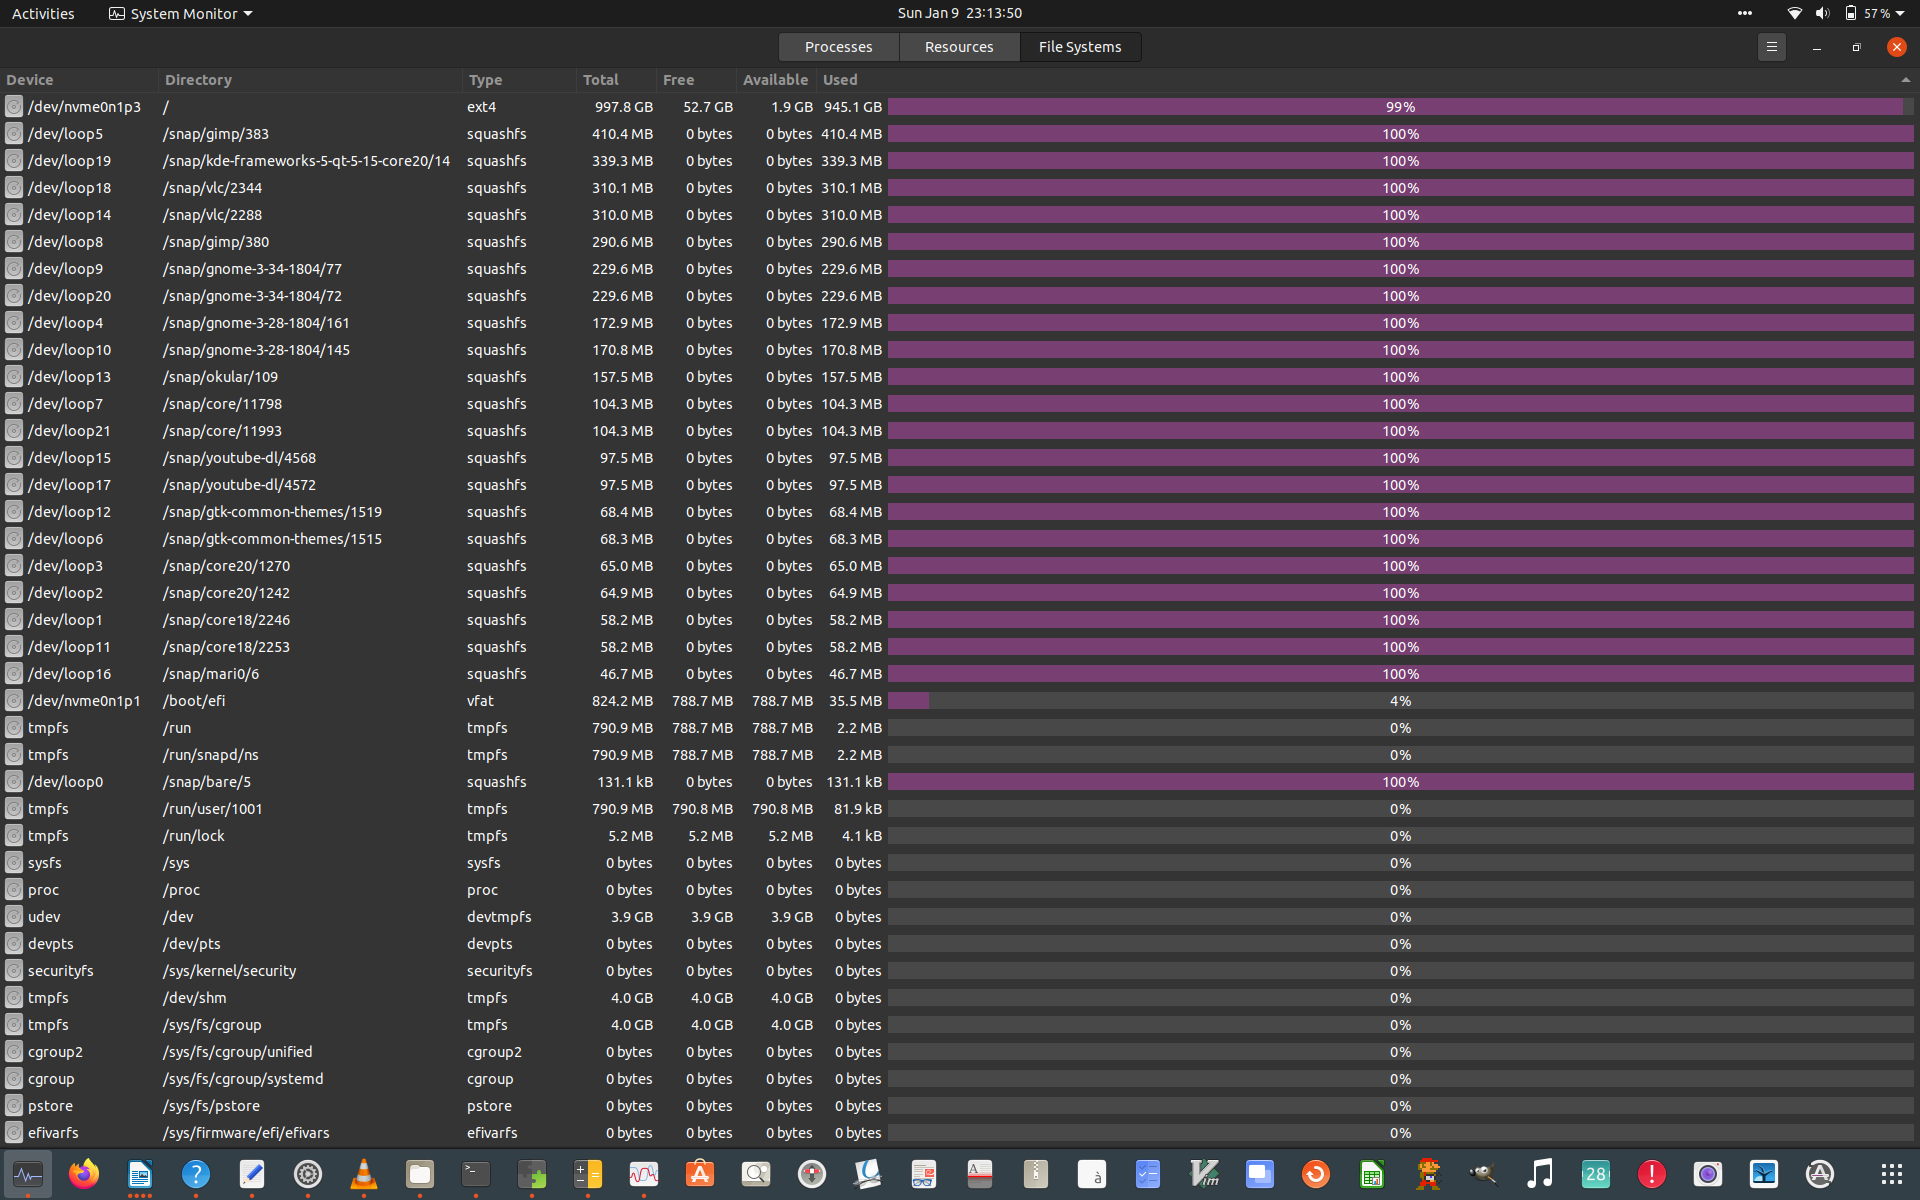 Activities System Monitor Sun Jan 9 23:13:50 57 %
Processes Resources File Systems
Device Directory Type Total Free Available Used
/dev/nvme0n1p3 / ext4 997.8 GB 52.7 GB 1.9 GB 945.1 GB 99%
/dev/loop5 /snap/gimp/383 squashfs 410.4 MB 0 bytes 0 bytes 410.4 MB 100%
/dev/loop19 /snap/kde-frameworks-5-qt-5-15-core20/14 squashfs 339.3 MB 0 bytes 0 bytes 339.3 MB 100%
/dev/loop18 /snap/vlc/2344 squashfs 310.1 MB 0 bytes 0 bytes 310.1 MB 100%
/dev/loop14 /snap/vlc/2288 squashfs 310.0 MB 0 bytes 0 bytes 310.0 MB 100%
/dev/loop8 /snap/gimp/380 squashfs 290.6 MB 0 bytes 0 bytes 290.6 MB 100%
/dev/loop9 /snap/gnome-3-34-1804/77 squashfs 229.6 MB 0 bytes 0 bytes 229.6 MB 100%
/dev/loop20 /snap/gnome-3-34-1804/72 squashfs 229.6 MB 0 bytes 0 bytes 229.6 MB 100%
/dev/loop4 /snap/gnome-3-28-1804/161 squashfs 172.9 MB 0 bytes 0 bytes 172.9 MB 100%
/dev/loop10 /snap/gnome-3-28-1804/145 squashfs 170.8 MB 0 bytes 0 bytes 170.8 MB 100%
/dev/loop13 /snap/okular/109 squashfs 157.5 MB 0 bytes 0 bytes 157.5 MB 100%
/dev/loop7 /snap/core/11798 squashfs 104.3 MB 0 bytes 0 bytes 104.3 MB 100%
/dev/loop21 /snap/core/11993 squashfs 104.3 MB 0 bytes 0 bytes 104.3 MB 100%
/dev/loop15 /snap/youtube-dl/4568 squashfs 97.5 MB 0 bytes 0 bytes 97.5 MB 100%
/dev/loop17 /snap/youtube-dl/4572 squashfs 97.5 MB 0 bytes 0 bytes 97.5 MB 100%
/dev/loop12 /snap/gtk-common-themes/1519 squashfs 68.4 MB 0 bytes 0 bytes 68.4 MB 100%
/dev/loop6 /snap/gtk-common-themes/1515 squashfs 68.3 MB 0 bytes 0 bytes 68.3 MB 100%
/dev/loop3 /snap/core20/1270 squashfs 65.0 MB 0 bytes 0 bytes 65.0 MB 100%
/dev/loop2 /snap/core20/1242 squashfs 64.9 MB 0 bytes 0 bytes 64.9 MB 100%
/dev/loop1 /snap/core18/2246 squashfs 58.2 MB 0 bytes 0 bytes 58.2 MB 100%
/dev/loop11 /snap/core18/2253 squashfs 58.2 MB 0 bytes 0 bytes 58.2 MB 100%
/dev/loop16 /snap/mari0/6 squashfs 46.7 MB 0 bytes 0 bytes 46.7 MB 100%
/dev/nvme0n1p1 /boot/efi vfat 824.2 MB 788.7 MB 788.7 MB 35.5 MB 4%
tmpfs /run tmpfs 790.9 MB 788.7 MB 788.7 MB 2.2 MB 0%
tmpfs /run/snapd/ns tmpfs 790.9 MB 788.7 MB 788.7 MB 2.2 MB 0%
/dev/loop0 /snap/bare/5 squashfs 131.1 kB 0 bytes 0 bytes 131.1 kB 100%
tmpfs /run/user/1001 tmpfs 790.9 MB 790.8 MB 790.8 MB 81.9 kB 0%
tmpfs /run/lock tmpfs 5.2 MB 5.2 MB 5.2 MB 4.1 kB 0%
sysfs /sys sysfs 0 bytes 0 bytes 0 bytes 0 bytes 0%
proc /proc proc 0 bytes 0 bytes 0 bytes 0 bytes 0%
udev /dev devtmpfs 3.9 GB 3.9 GB 3.9 GB 0 bytes 0%
devpts /dev/pts devpts 0 bytes 0 bytes 0 bytes 0 bytes 0%
securityfs /sys/kernel/security securityfs 0 bytes 0 bytes 0 bytes 0 bytes 0%
tmpfs /dev/shm tmpfs 4.0 GB 4.0 GB 4.0 GB 0 bytes 0%
tmpfs /sys/fs/cgroup tmpfs 4.0 GB 4.0 GB 4.0 GB 0 bytes 0%
cgroup2 /sys/fs/cgroup/unified cgroup2 0 bytes 0 bytes 0 bytes 0 bytes 0%
cgroup /sys/fs/cgroup/systemd cgroup 0 bytes 0 bytes 0 bytes 0 bytes 0%
pstore /sys/fs/pstore pstore 0 bytes 0 bytes 0 bytes 0 bytes 0%
efivarfs /sys/firmware/efi/efivars efivarfs 0 bytes 0 bytes 0 bytes 0 bytes 0%
? >_ A à Vim 28 !